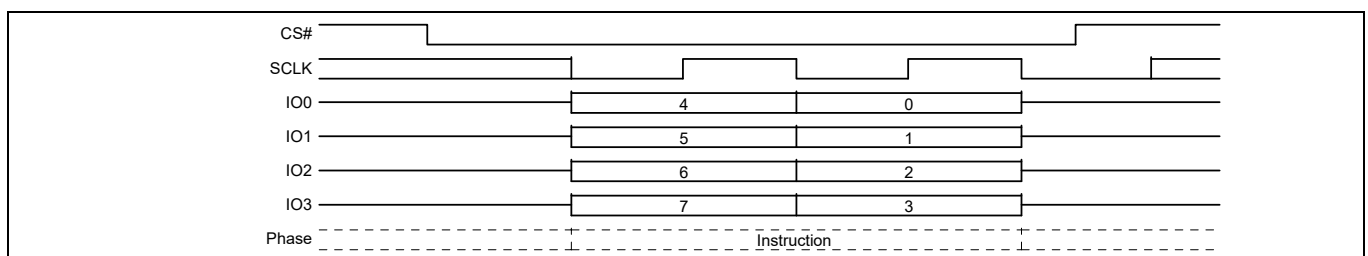 CS#
SCLK
IO0 4 0
IO1 5 1
IO2 6 2
IO3 7 3
Phase Instruction